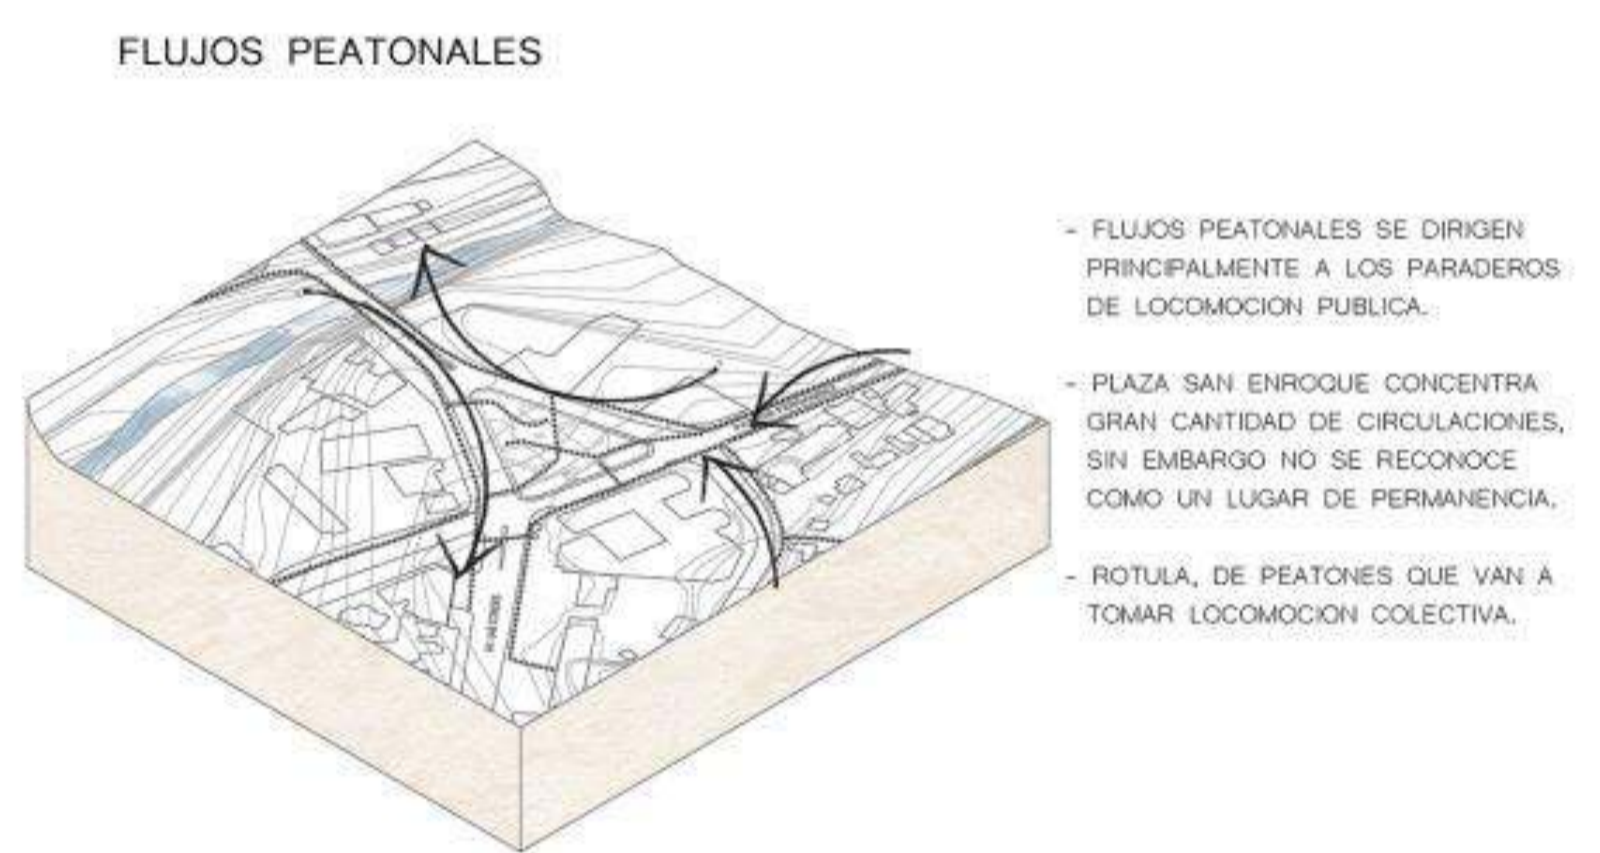 FLUJOS PEATONALES
- FLUJOS PEATONALES SE DIRIGEN
PRINCIPALMENTE A LOS PARADEROS
DE LOCOMOCION PUBLICA.
- PLAZA SAN ENROQUE CONCENTRA
GRAN CANTIDAD DE CIRCULACIONES,
SIN EMBARGO NO SE RECONOCE
COMO UN LUGAR DE PERMANENCIA.
- ROTULA, DE PEATONES QUE VAN A
TOMAR LOCOMOCION COLECTIVA.